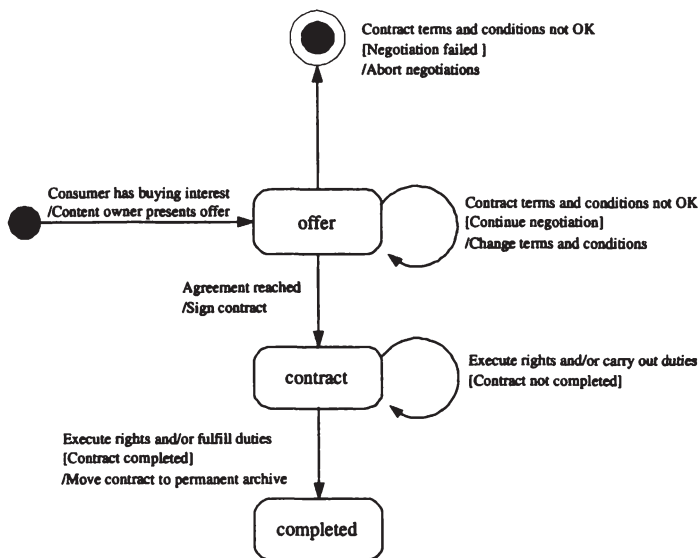 Contract terms and conditions not OK
[Negotiation failed ]
/Abort negotiations
Consumer has buying interest
/Content owner presents offer
offer
Contract terms and conditions not OK
[Continue negotiation]
/Change terms and conditions
Agreement reached
/Sign contract
contract
Execute rights and/or carry out duties
[Contract not completed]
Execute rights and/or fulfill duties
[Contract completed]
/Move contract to permanent archive
completed